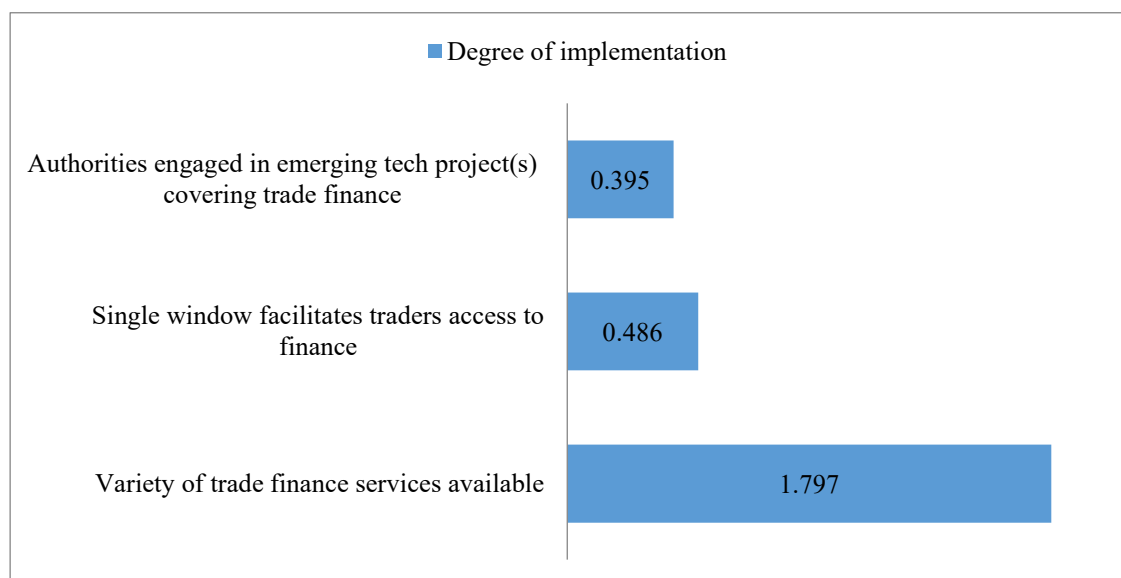 Degree of implementation
Authorities engaged in emerging tech project(s)
covering trade finance
0.395
Single window facilitates traders access to
finance
0.486
Variety of trade finance services available
1.797